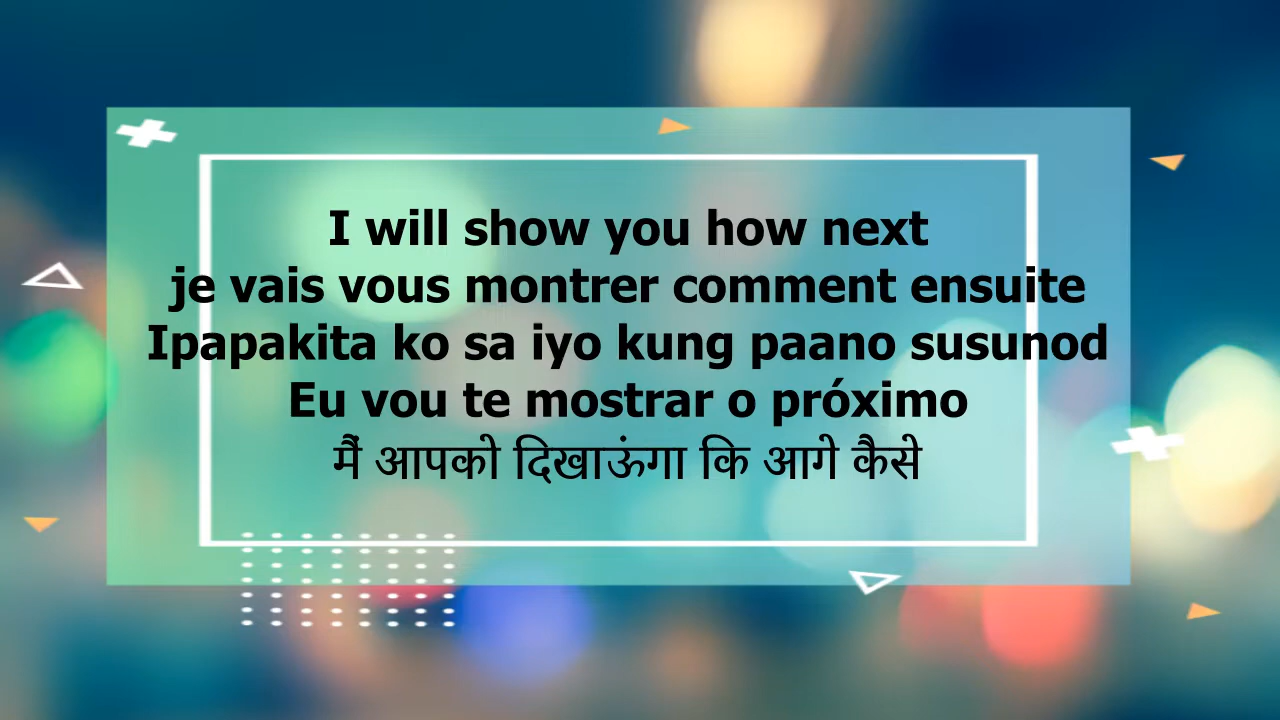 I will show you how next
je vais vous montrer comment ensuite
Ipapakita ko sa iyo kung paano susunod
Eu vou te mostrar o próximo
मैं आपको दिखाऊंगा कि आगे कैसे